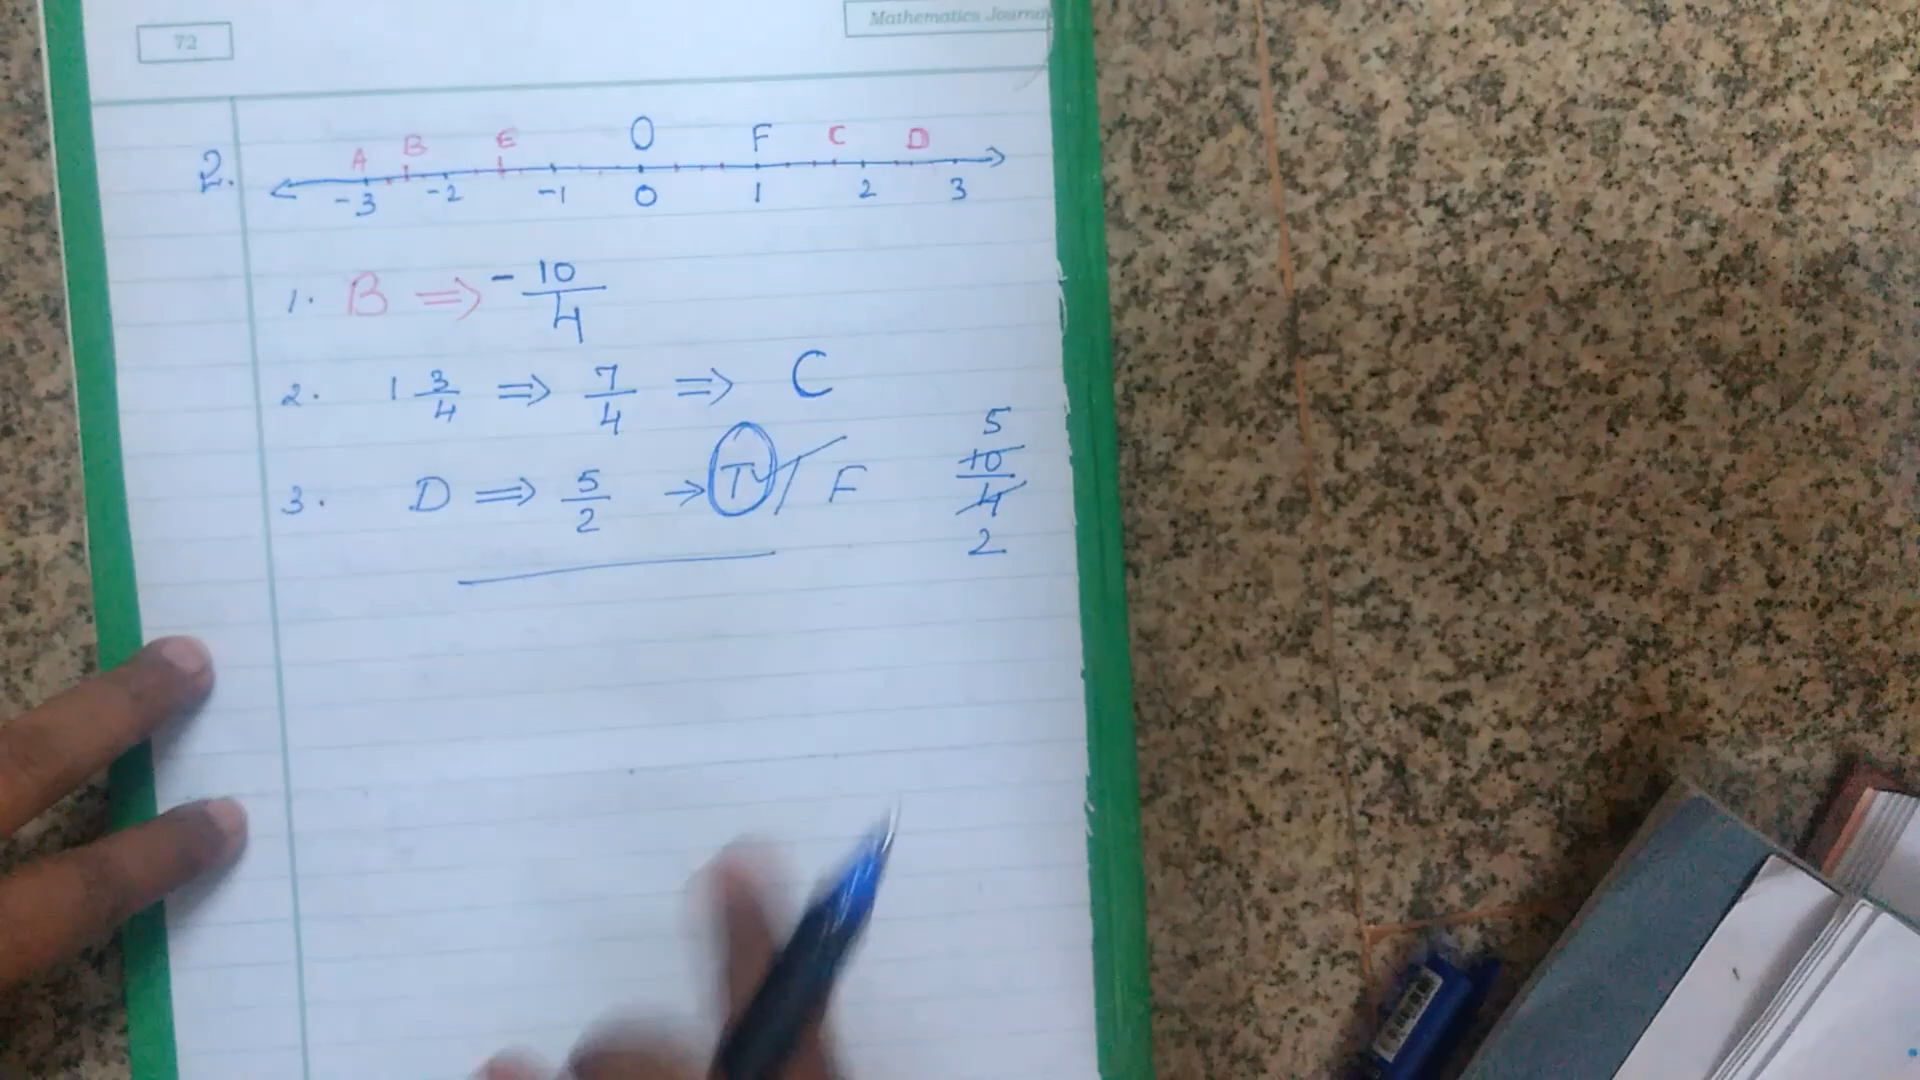 72
Mathematics Journal
2.
A B E O F C D
-3 -2 -1 0 1 2 3
1. B ⇒ -10/4
2. 1 3/4 ⇒ 7/4 ⇒ C
3. D ⇒ 5/2 → T / F
5
10/4
2